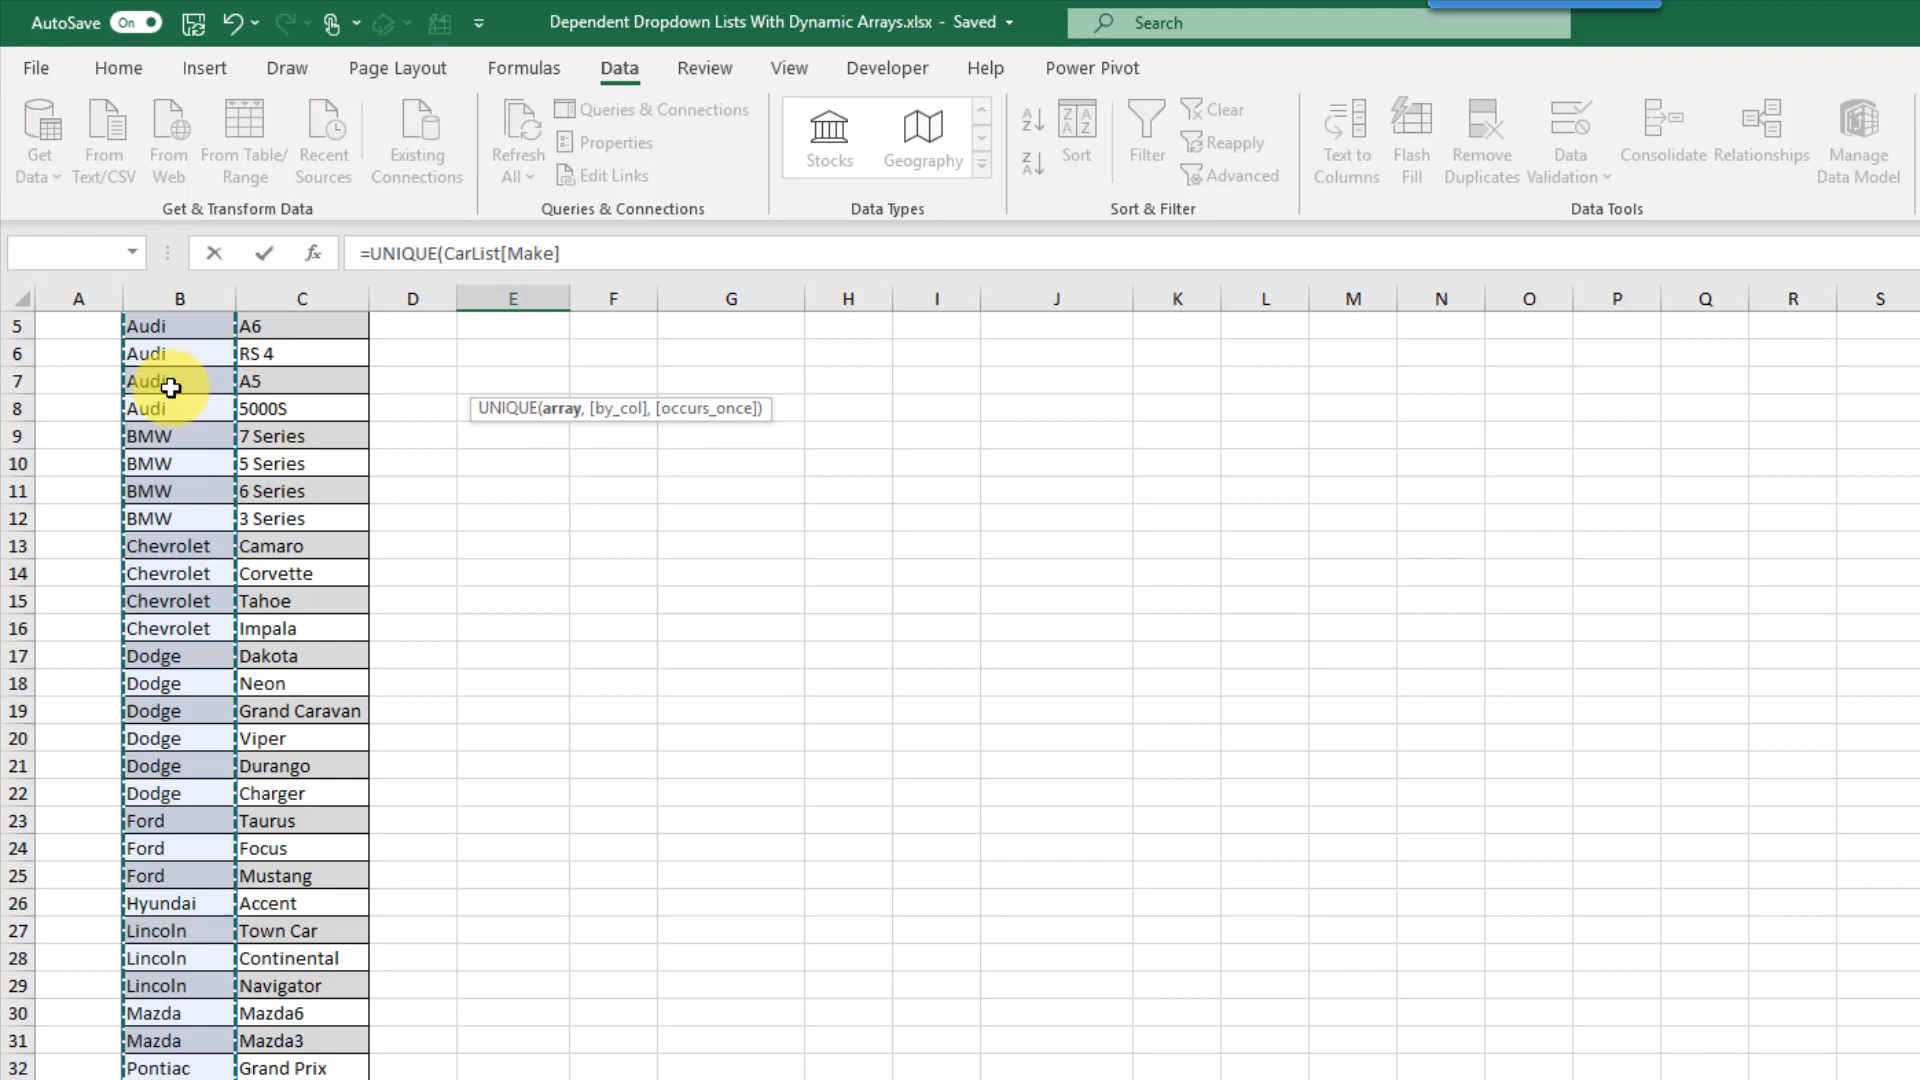 AutoSave On Dependent Dropdown Lists With Dynamic Arrays.xlsx - Saved Search
File Home Insert Draw Page Layout Formulas Data Review View Developer Help Power Pivot
Get Data
From Text/CSV
From Web
From Table/ Range
Recent Sources
Existing Connections
Get & Transform Data
Refresh All
Queries & Connections
Properties
Edit Links
Queries & Connections
Stocks
Geography
Data Types
Sort
Filter
Clear
Reapply
Advanced
Sort & Filter
Text to Columns
Flash Fill
Remove Duplicates
Data Validation
Consolidate
Relationships
Manage Data Model
Data Tools
fx =UNIQUE(CarList[Make]
A B C D E F G H I J K L M N O P Q R S
5 Audi A6
6 Audi RS 4
7 Audi A5
8 Audi 5000S UNIQUE(array, [by_col], [occurs_once])
9 BMW 7 Series
10 BMW 5 Series
11 BMW 6 Series
12 BMW 3 Series
13 Chevrolet Camaro
14 Chevrolet Corvette
15 Chevrolet Tahoe
16 Chevrolet Impala
17 Dodge Dakota
18 Dodge Neon
19 Dodge Grand Caravan
20 Dodge Viper
21 Dodge Durango
22 Dodge Charger
23 Ford Taurus
24 Ford Focus
25 Ford Mustang
26 Hyundai Accent
27 Lincoln Town Car
28 Lincoln Continental
29 Lincoln Navigator
30 Mazda Mazda6
31 Mazda Mazda3
32 Pontiac Grand Prix